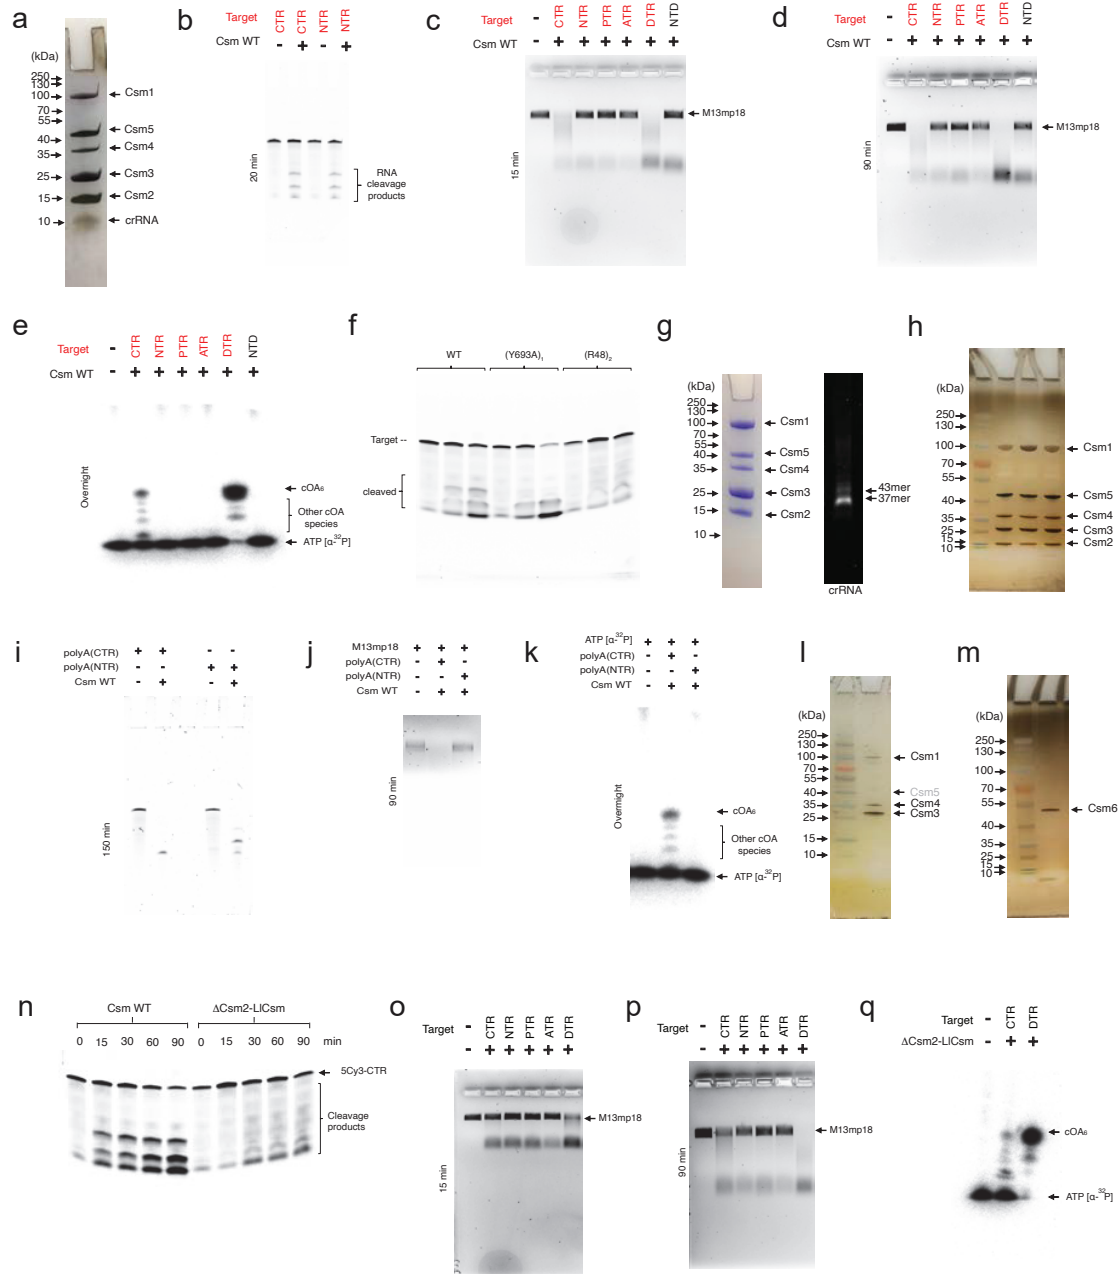 a
(kDa)
250
130
100
70
55
40
35
25
15
10
Csm1
Csm5
Csm4
Csm3
Csm2
crRNA
b
Target
CTR
CTR
NTR
NTR
Csm WT
- + - +
20 min
RNA
cleavage
products
c
Target
-
CTR
NTR
PTR
ATR
DTR
NTD
Csm WT
- + + + + + +
M13mp18
15 min
d
Target
-
CTR
NTR
PTR
ATR
DTR
NTD
Csm WT
- + + + + + +
M13mp18
90 min
e
Target
-
CTR
NTR
PTR
ATR
DTR
NTD
Csm WT
- + + + + + +
Overnight
cOA6
Other cOA
species
ATP [α-32P]
f
WT
(Y693A)1
(R48)2
Target --
cleaved
g
(kDa)
250
130
100
70
55
40
35
25
15
10
Csm1
Csm5
Csm4
Csm3
Csm2
43mer
37mer
crRNA
h
(kDa)
250
130
100
70
55
40
35
25
15
10
Csm1
Csm5
Csm4
Csm3
Csm2
i
polyA(CTR) + + - -
polyA(NTR) - - + +
Csm WT - + - +
150 min
j
M13mp18 + + +
polyA(CTR) - + -
polyA(NTR) - - +
Csm WT - + +
90 min
k
ATP [α-32P] + + +
polyA(CTR) - + -
polyA(NTR) - - +
Csm WT - + +
Overnight
cOA6
Other cOA
species
ATP [α-32P]
l
(kDa)
250
130
100
70
55
40
35
25
15
10
Csm1
Csm5
Csm4
Csm3
m
(kDa)
250
130
100
70
55
40
35
25
15
10
Csm6
n
Csm WT
ΔCsm2-LlCsm
0 15 30 60 90 0 15 30 60 90 min
5Cy3-CTR
Cleavage
products
o
Target
-
CTR
NTR
PTR
ATR
DTR
- + + + + +
M13mp18
15 min
p
Target
-
CTR
NTR
PTR
ATR
DTR
- + + + + +
M13mp18
90 min
q
Target
-
CTR
DTR
ΔCsm2-LlCsm - + +
cOA6
ATP [α-32P]